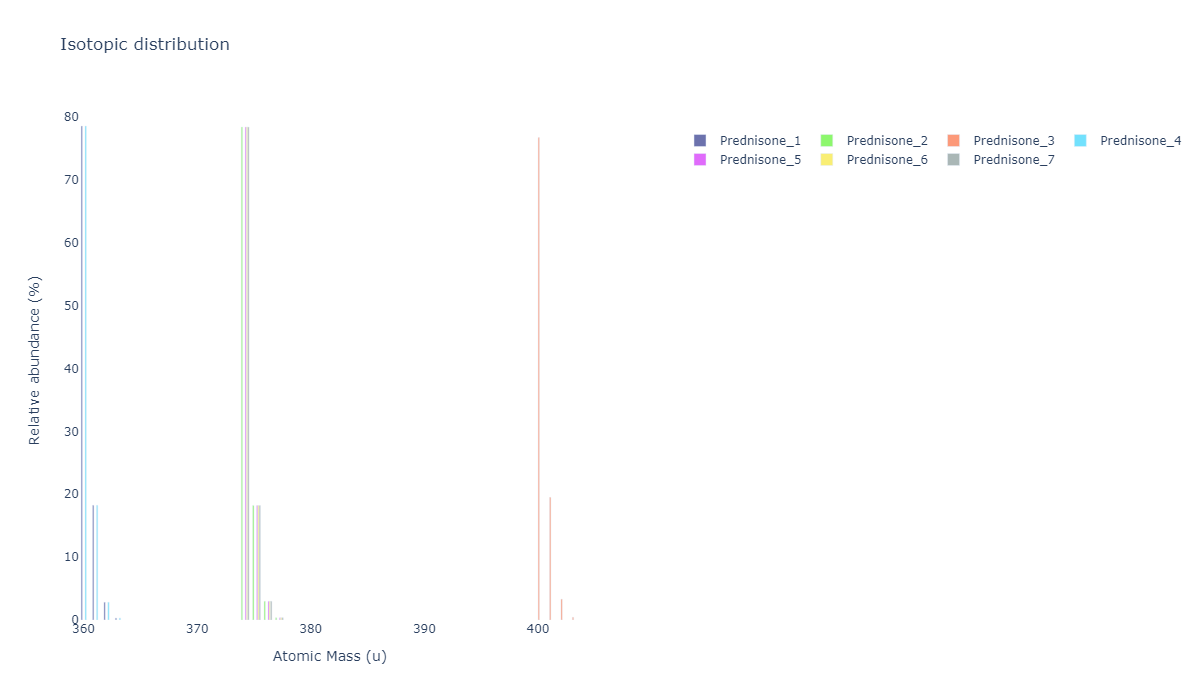 Isotopic distribution
80
70
60
50
40
30
20
10
0
Relative abundance (%)
360 370 380 390 400
Atomic Mass (u)
Prednisone_1 Prednisone_2 Prednisone_3 Prednisone_4
Prednisone_5 Prednisone_6 Prednisone_7